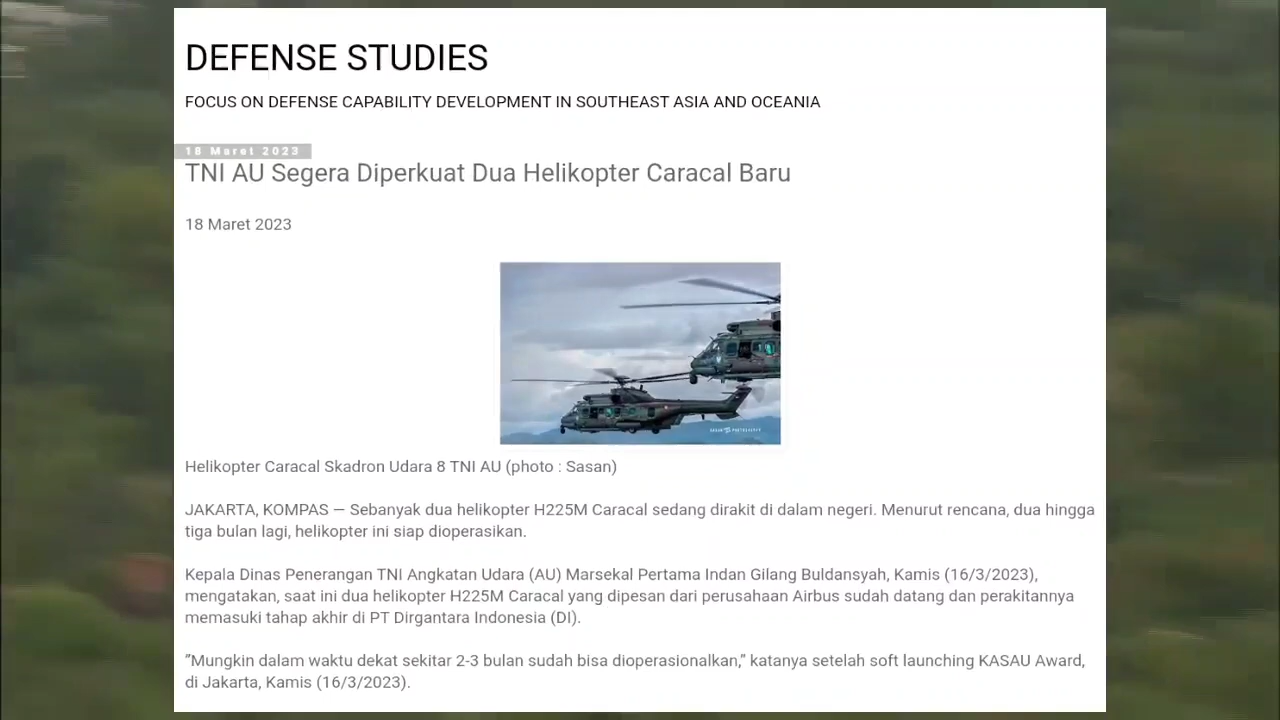 DEFENSE STUDIES
FOCUS ON DEFENSE CAPABILITY DEVELOPMENT IN SOUTHEAST ASIA AND OCEANIA
18 Maret 2023
TNI AU Segera Diperkuat Dua Helikopter Caracal Baru
18 Maret 2023
Helikopter Caracal Skadron Udara 8 TNI AU (photo : Sasan)
JAKARTA, KOMPAS — Sebanyak dua helikopter H225M Caracal sedang dirakit di dalam negeri. Menurut rencana, dua hingga
tiga bulan lagi, helikopter ini siap dioperasikan.
Kepala Dinas Penerangan TNI Angkatan Udara (AU) Marsekal Pertama Indan Gilang Buldansyah, Kamis (16/3/2023),
mengatakan, saat ini dua helikopter H225M Caracal yang dipesan dari perusahaan Airbus sudah datang dan perakitannya
memasuki tahap akhir di PT Dirgantara Indonesia (DI).
”Mungkin dalam waktu dekat sekitar 2-3 bulan sudah bisa dioperasionalkan,” katanya setelah soft launching KASAU Award,
di Jakarta, Kamis (16/3/2023).